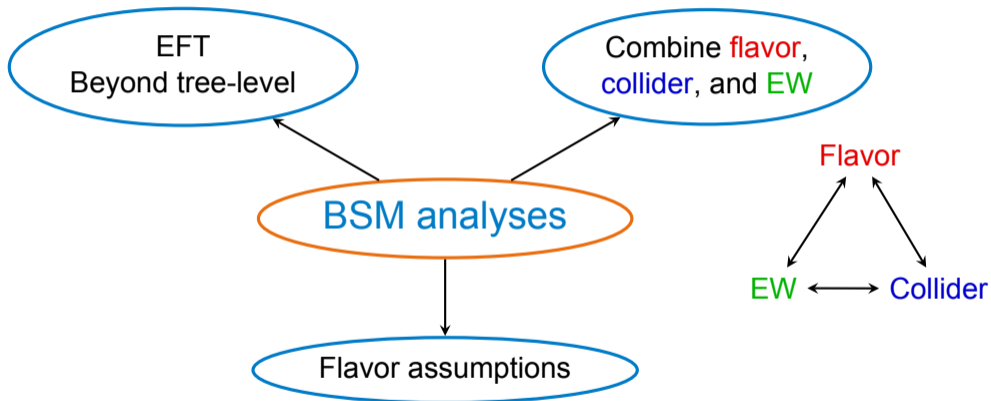 EFT
Beyond tree-level
Combine flavor,
collider, and EW
Flavor
BSM analyses
EW
Collider
Flavor assumptions